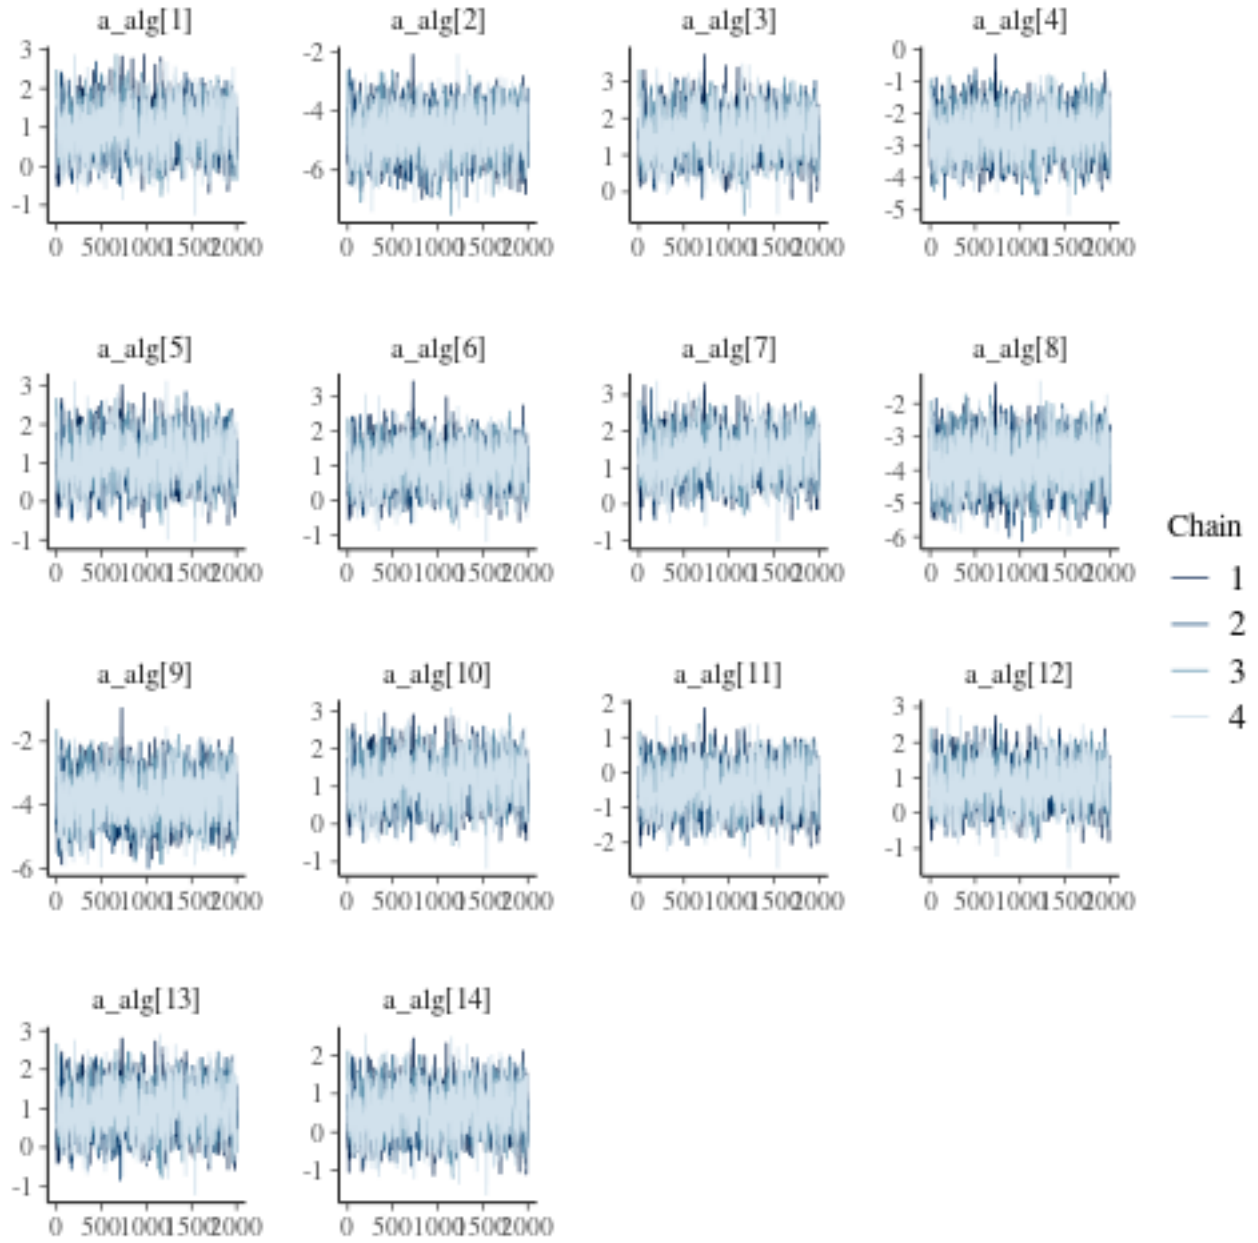 a_alg[1] a_alg[2] a_alg[3] a_alg[4]
3 2 1 0 -1
-2 -4 -6
3 2 1 0
0 -1 -2 -3 -4 -5
0 500 1000 1500 2000 0 500 1000 1500 2000 0 500 1000 1500 2000 0 500 1000 1500 2000
a_alg[5] a_alg[6] a_alg[7] a_alg[8]
3 2 1 0 -1
3 2 1 0 -1
3 2 1 0 -1
-2 -3 -4 -5 -6
0 500 1000 1500 2000 0 500 1000 1500 2000 0 500 1000 1500 2000 0 500 1000 1500 2000
Chain
1
2
3
4
a_alg[9] a_alg[10] a_alg[11] a_alg[12]
-2 -4 -6
3 2 1 0 -1
2 1 0 -1 -2
3 2 1 0 -1
0 500 1000 1500 2000 0 500 1000 1500 2000 0 500 1000 1500 2000 0 500 1000 1500 2000
a_alg[13] a_alg[14]
3 2 1 0 -1
2 1 0 -1
0 500 1000 1500 2000 0 500 1000 1500 2000